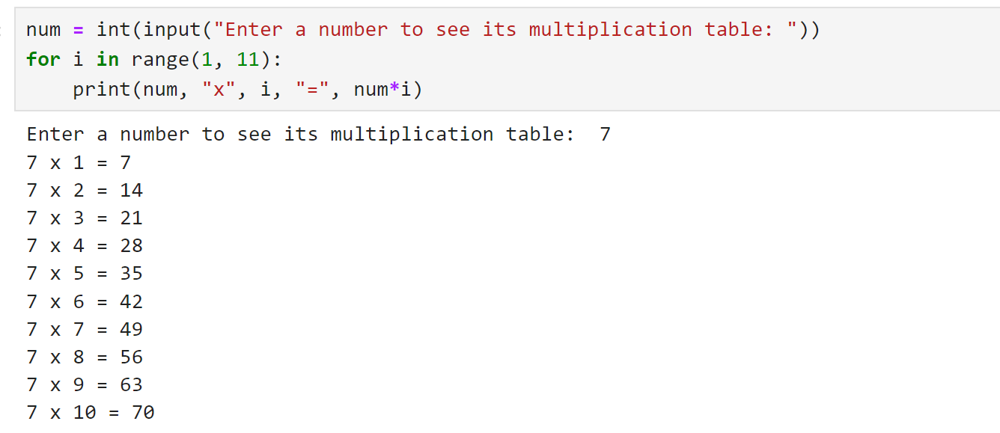 num = int(input("Enter a number to see its multiplication table: "))
for i in range(1, 11):
    print(num, "x", i, "=", num*i)
Enter a number to see its multiplication table:  7
7 x 1 = 7
7 x 2 = 14
7 x 3 = 21
7 x 4 = 28
7 x 5 = 35
7 x 6 = 42
7 x 7 = 49
7 x 8 = 56
7 x 9 = 63
7 x 10 = 70